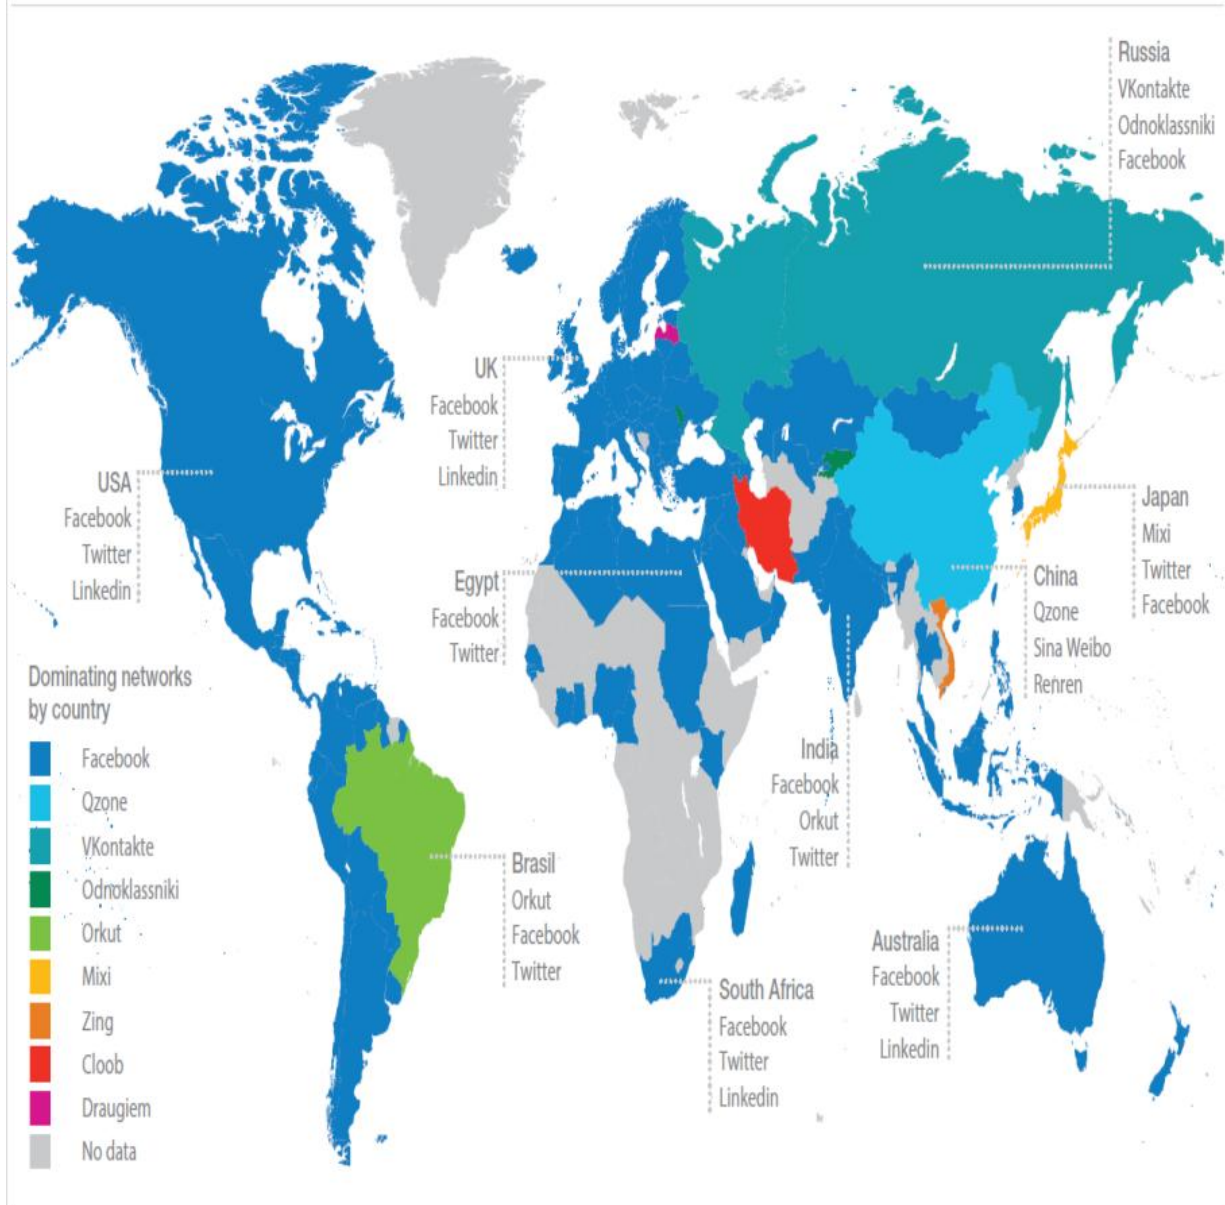 Russia
VKontakte
Odnoklassniki
Facebook
UK
Facebook
Twitter
Linkedin
USA
Facebook
Twitter
Linkedin
Japan
Mixi
Twitter
Facebook
Egypt
Facebook
Twitter
China
Qzone
Sina Weibo
Renren
India
Facebook
Orkut
Twitter
Brasil
Orkut
Facebook
Twitter
Australia
Facebook
Twitter
Linkedin
South Africa
Facebook
Twitter
Linkedin
Dominating networks
by country
Facebook
Qzone
VKontakte
Odnoklassniki
Orkut
Mixi
Zing
Cloob
Draugiem
No data